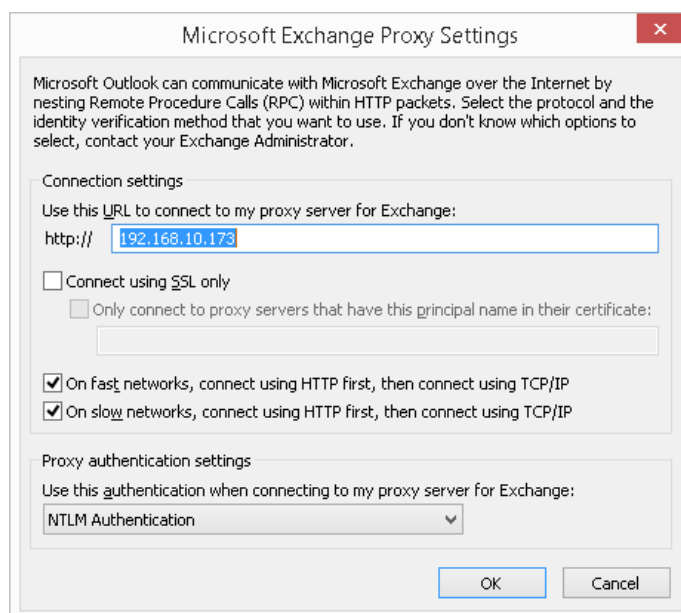 Microsoft Exchange Proxy Settings
Microsoft Outlook can communicate with Microsoft Exchange over the Internet by
nesting Remote Procedure Calls (RPC) within HTTP packets. Select the protocol and the
identity verification method that you want to use. If you don't know which options to
select, contact your Exchange Administrator.
Connection settings
Use this URL to connect to my proxy server for Exchange:
http:// 192.168.10.173
Connect using SSL only
Only connect to proxy servers that have this principal name in their certificate:
On fast networks, connect using HTTP first, then connect using TCP/IP
On slow networks, connect using HTTP first, then connect using TCP/IP
Proxy authentication settings
Use this authentication when connecting to my proxy server for Exchange:
NTLM Authentication
OK Cancel